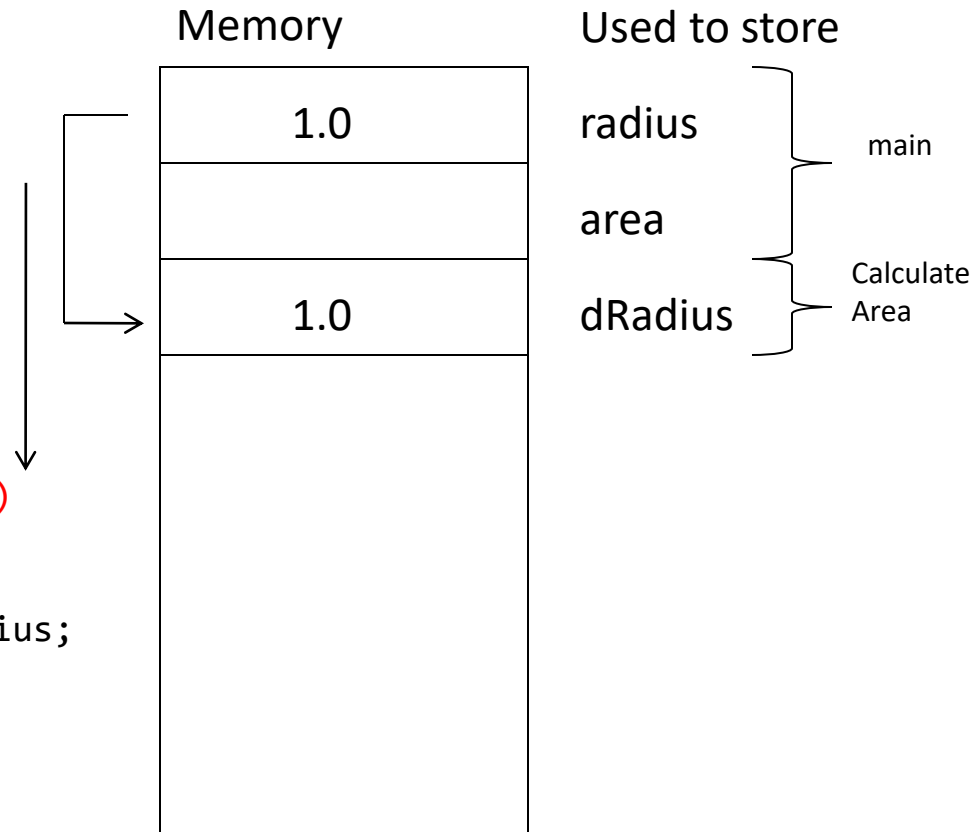 Memory
Used to store
1.0
radius
main
area
Calculate
Area
1.0
dRadius
)
ius;